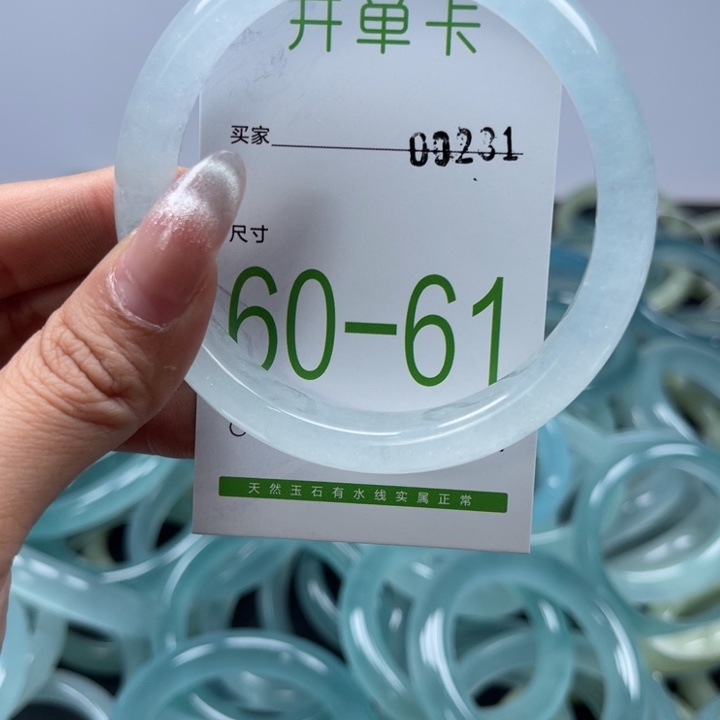 开单卡
买家 00231
尺寸
60-61
天然玉石有水线实属正常